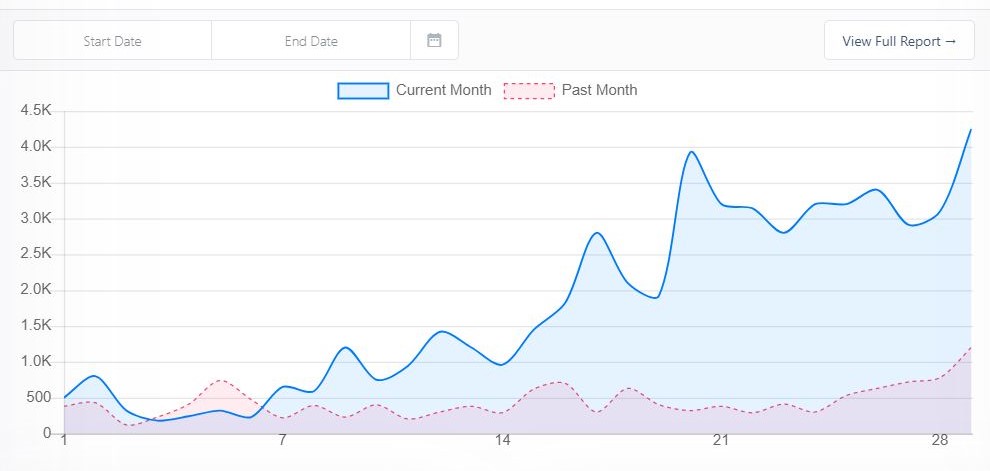 Start Date End Date View Full Report →
Current Month Past Month
4.5K
4.0K
3.5K
3.0K
2.5K
2.0K
1.5K
1.0K
500
0
1 7 14 21 28